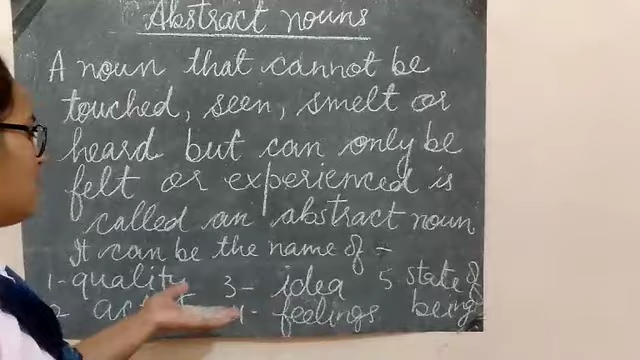 Abstract nouns
A noun that cannot be
touched, seen, smelt or
heard but can only be
felt or experienced is
called an abstract noun
It can be the name of -
1- quality 3- idea 5 state of
2 feelings being